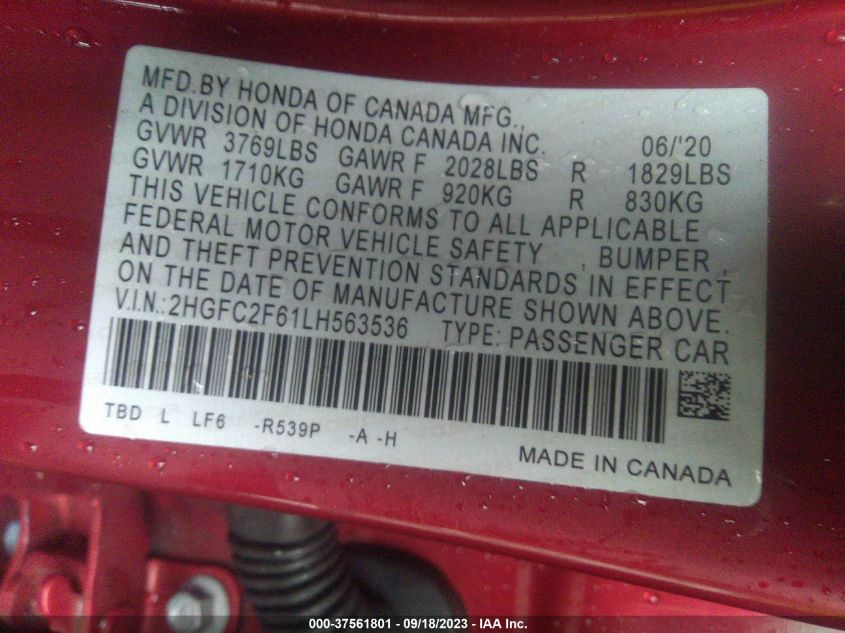 MFD.BY HONDA OF CANADA MFG.,
A DIVISION OF HONDA CANADA INC. 06/'20
GVWR 3769LBS GAWR F 2028LBS R 1829LBS
GVWR 1710KG GAWR F 920KG R 830KG
THIS VEHICLE CONFORMS TO ALL APPLICABLE
FEDERAL MOTOR VEHICLE SAFETY , BUMPER ,
AND THEFT PREVENTION STANDARDS IN EFFECT
ON THE DATE OF MANUFACTURE SHOWN ABOVE.
V.I.N.:2HGFC2F61LH563536 TYPE: PASSENGER CAR
TBD L LF6 -R539P -A -H
MADE IN CANADA
000-37561801 - 09/18/2023 - IAA Inc.